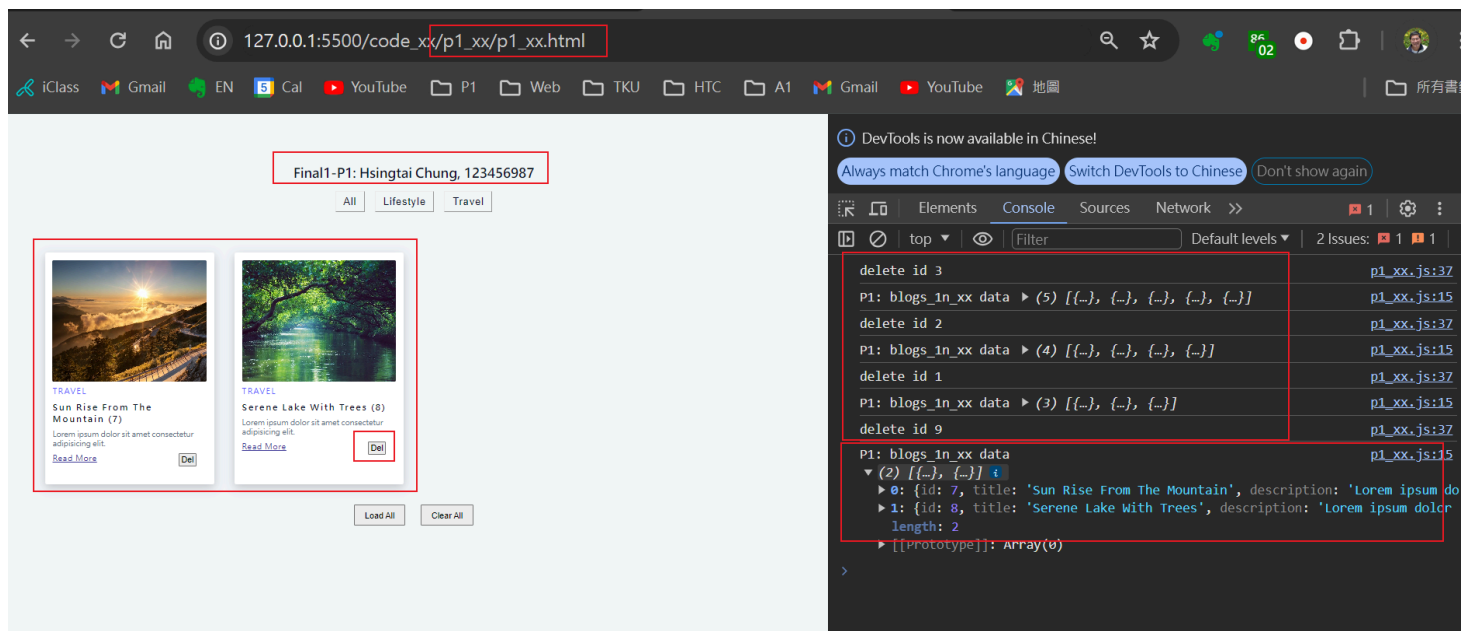 127.0.0.1:5500/code_xx/p1_xx/p1_xx.html
02
iClass Gmail EN 5 Cal YouTube P1 Web TKU HTC A1 Gmail YouTube 地圖
Final1-P1: Hsingtai Chung, 123456987
All Lifestyle Travel
TRAVEL
Sun Rise From The
Mountain (7)
Lorem ipsum dolor sit amet consectetur
adipisicing elit.
Read More Del
TRAVEL
Serene Lake With Trees (8)
Lorem ipsum dolor sit amet consectetur
adipisicing elit.
Read More Del
Load All Clear All
DevTools is now available in Chinese!
Always match Chrome's language Switch DevTools to Chinese Don't show again
Elements Console Sources Network 1
top Filter Default levels 2 Issues: 1 1
delete id 3 p1_xx.js:37
P1: blogs_1n_xx data (5) [{…}, {…}, {…}, {…}, {…}] p1_xx.js:15
delete id 2 p1_xx.js:37
P1: blogs_1n_xx data (4) [{…}, {…}, {…}, {…}] p1_xx.js:15
delete id 1 p1_xx.js:37
P1: blogs_1n_xx data (3) [{…}, {…}, {…}] p1_xx.js:15
delete id 9 p1_xx.js:37
P1: blogs_1n_xx data p1_xx.js:15
(2) [{…}, {…}] i
0: {id: 7, title: 'Sun Rise From The Mountain', description: 'Lorem ipsum do
1: {id: 8, title: 'Serene Lake With Trees', description: 'Lorem ipsum dolor
length: 2
[[Prototype]]: Array(0)